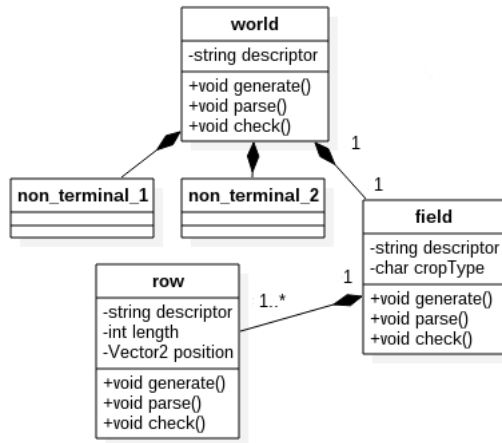 world
-string descriptor
+void generate()
+void parse()
+void check()
1
1
non_terminal_1
non_terminal_2
field
-string descriptor
-char cropType
+void generate()
+void parse()
+void check()
1
1..*
row
-string descriptor
-int length
-Vector2 position
+void generate()
+void parse()
+void check()